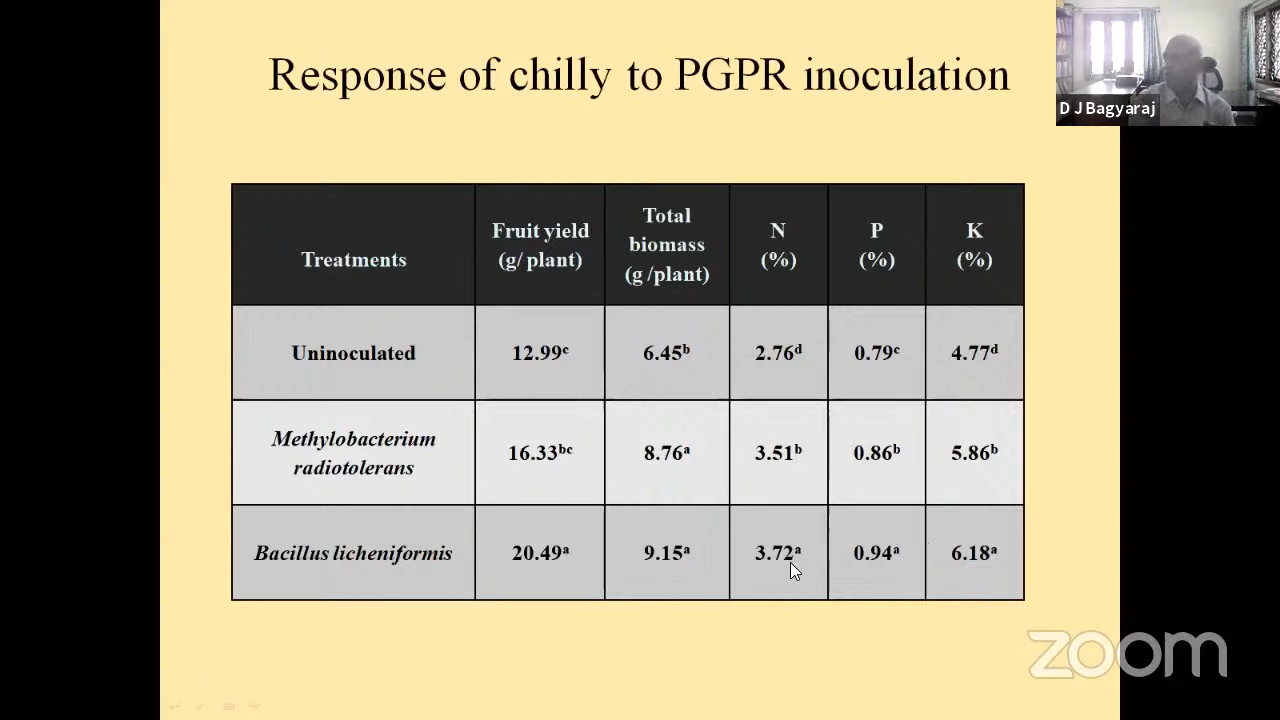 Response of chilly to PGPR inoculation
D J Bagyaraj
Treatments
Fruit yield
(g/ plant)
Total
biomass
(g /plant)
N
(%)
P
(%)
K
(%)
Uninoculated
12.99ᶜ
6.45ᵇ
2.76ᵈ
0.79ᶜ
4.77ᵈ
Methylobacterium
radiotolerans
16.33ᵇᶜ
8.76ᵃ
3.51ᵇ
0.86ᵇ
5.86ᵇ
Bacillus licheniformis
20.49ᵃ
9.15ᵃ
3.72ᵃ
0.94ᵃ
6.18ᵃ
zoom